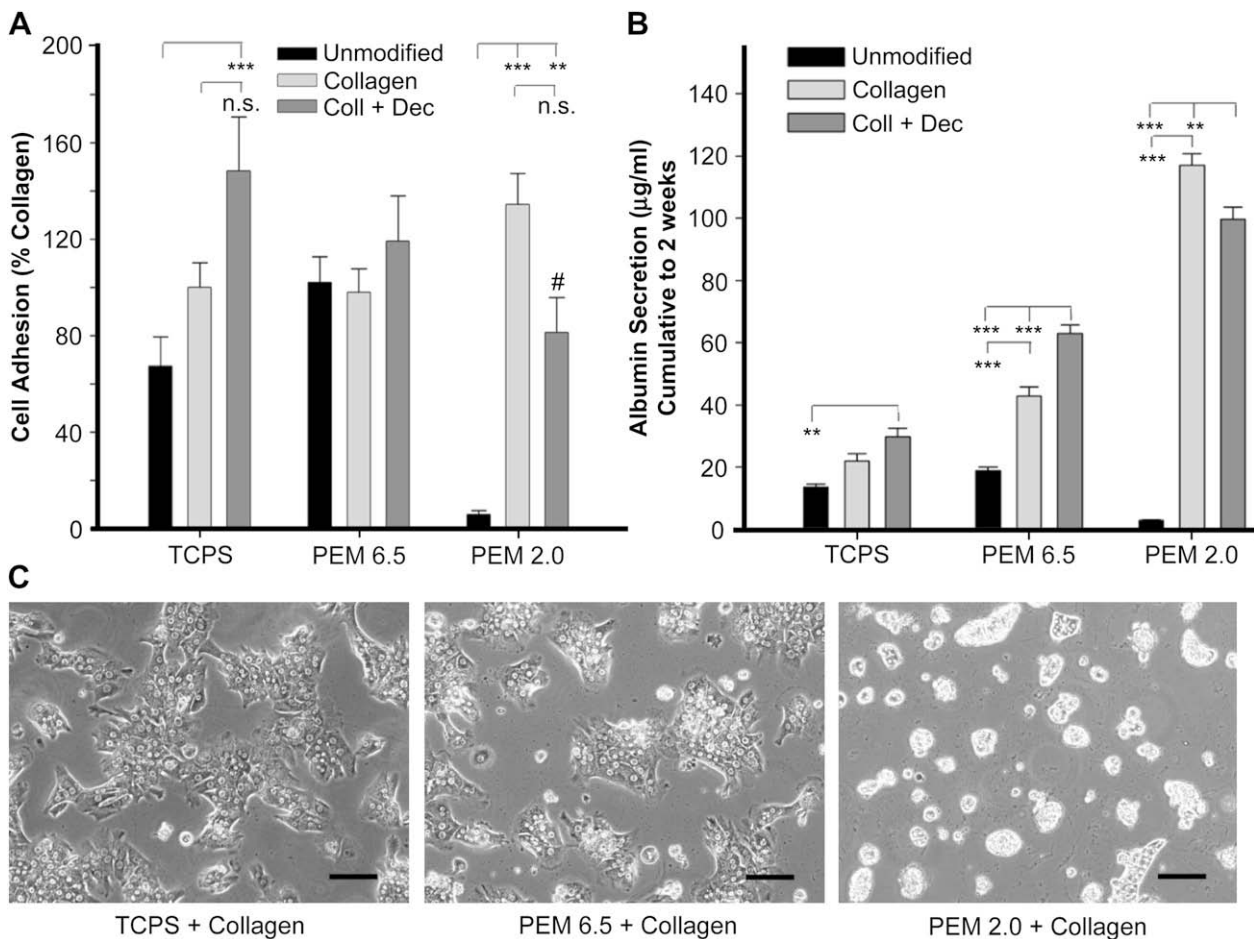 A
200
160
120
80
40
0
Cell Adhesion (% Collagen)
Unmodified
Collagen
Coll + Dec
***
n.s.
*** **
n.s.
#
TCPS PEM 6.5 PEM 2.0
B
140
120
100
80
60
40
20
0
Albumin Secretion (µg/ml)
Cumulative to 2 weeks
Unmodified
Collagen
Coll + Dec
**
*** ***
***
*** **
***
TCPS PEM 6.5 PEM 2.0
C
TCPS + Collagen PEM 6.5 + Collagen PEM 2.0 + Collagen